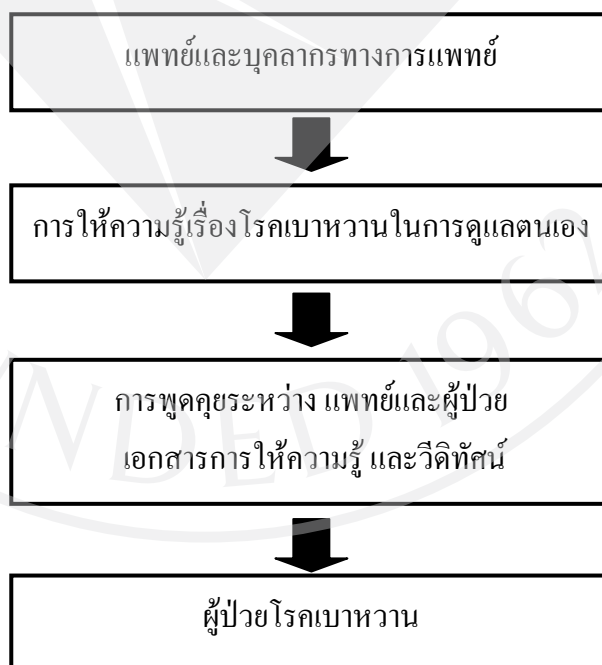 แพทย์และบุคลากรทางการแพทย์
การให้ความรู้เรื่องโรคเบาหวานในการดูแลตนเอง
การพูดคุยระหว่าง แพทย์และผู้ป่วย
เอกสารการให้ความรู้ และวีดิทัศน์
ผู้ป่วยโรคเบาหวาน
NDED 1962